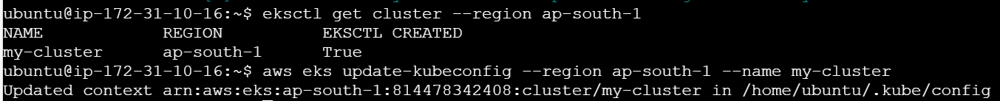 ubuntu@ip-172-31-10-16:~$ eksctl get cluster --region ap-south-1
NAME REGION EKSCTL CREATED
my-cluster ap-south-1 True
ubuntu@ip-172-31-10-16:~$ aws eks update-kubeconfig --region ap-south-1 --name my-cluster
Updated context arn:aws:eks:ap-south-1:814478342408:cluster/my-cluster in /home/ubuntu/.kube/config